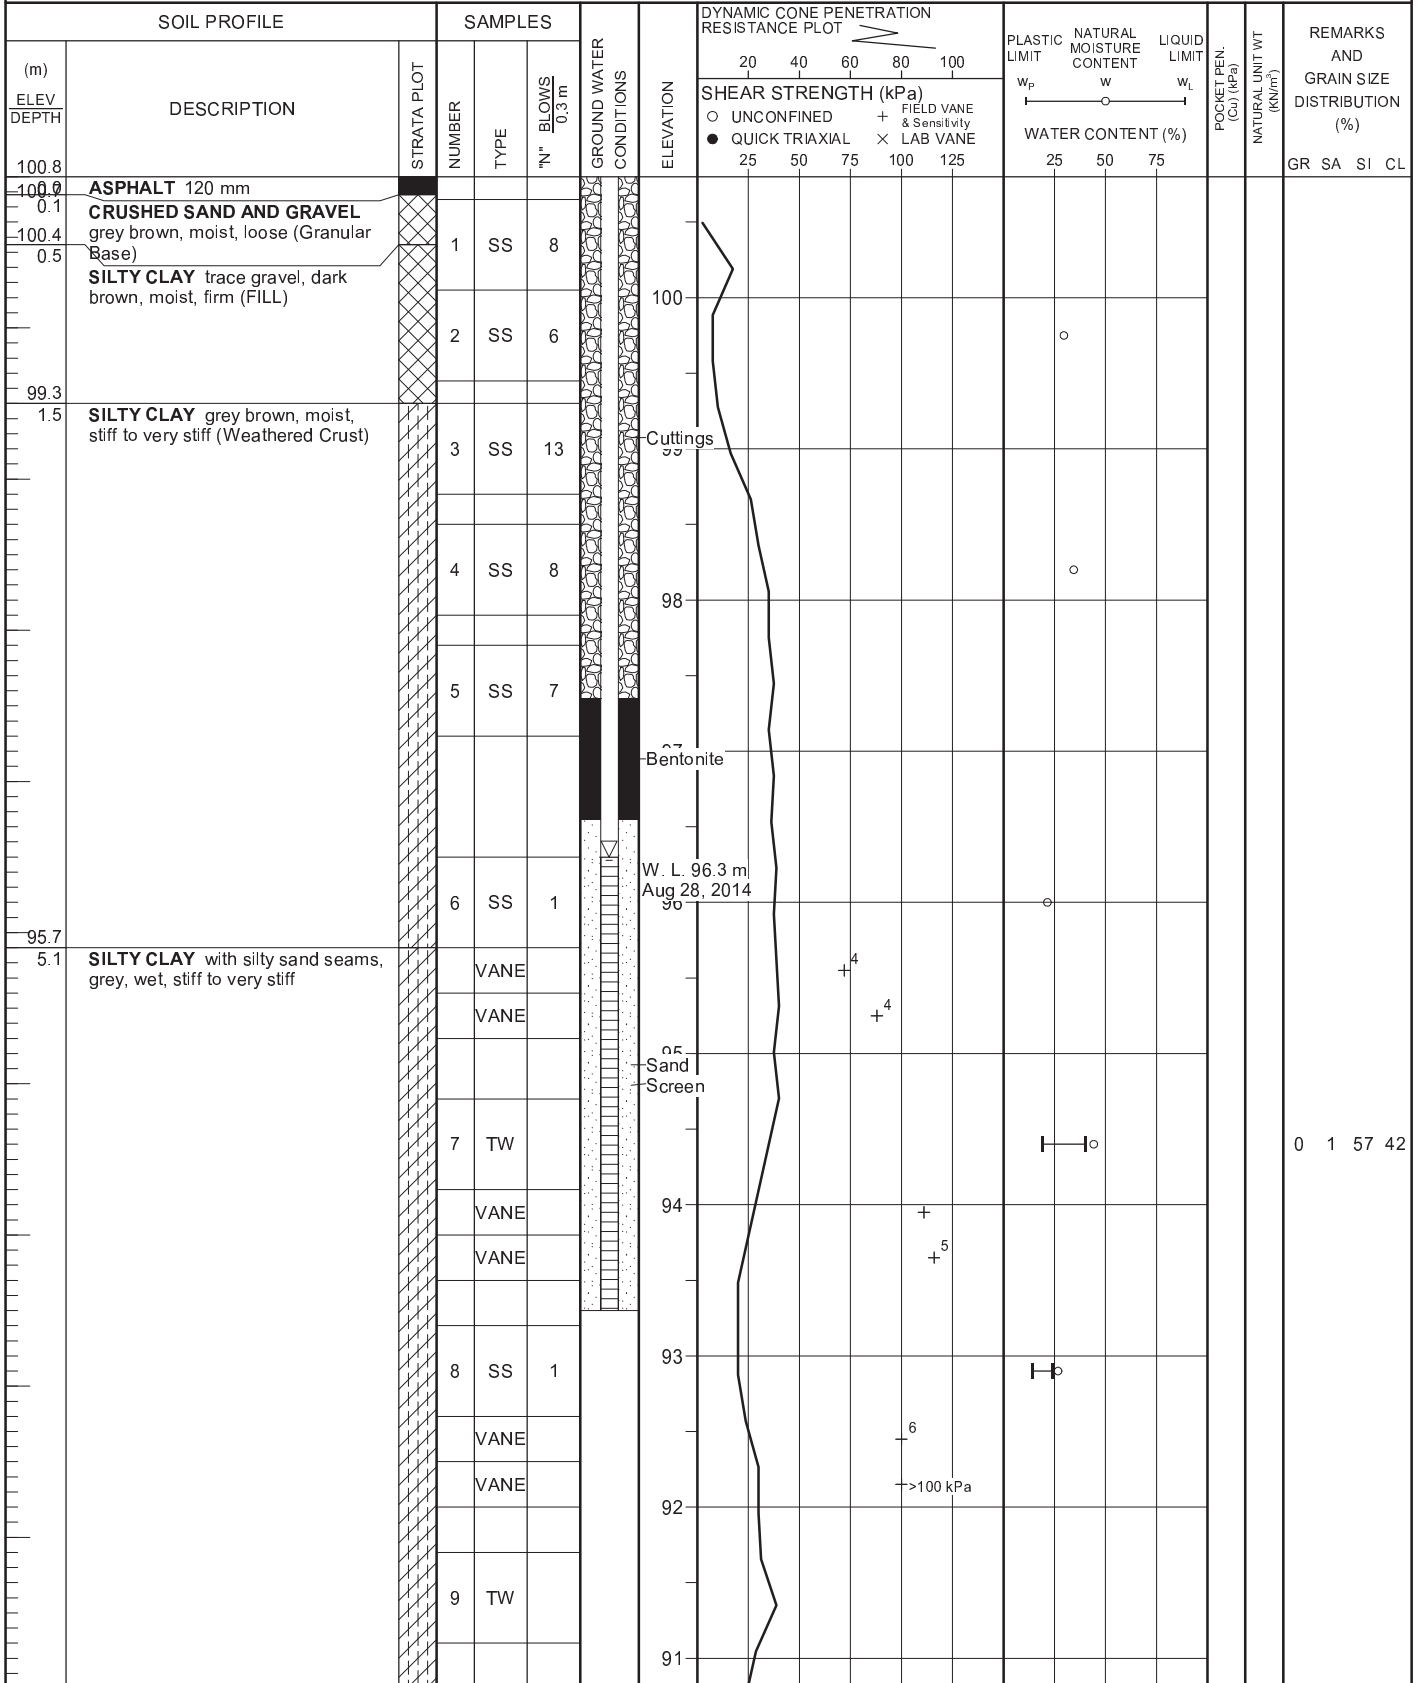 SOIL PROFILE
SAMPLES
(m)
ELEV
DEPTH
DESCRIPTION
STRATA PLOT
NUMBER
TYPE
"N" BLOWS
0.3 m
GROUND WATER
CONDITIONS
ELEVATION
DYNAMIC CONE PENETRATION
RESISTANCE PLOT
20 40 60 80 100
SHEAR STRENGTH (kPa)
○ UNCONFINED + FIELD VANE
& Sensitivity
● QUICK TRIAXIAL × LAB VANE
25 50 75 100 125
PLASTIC
LIMIT
NATURAL
MOISTURE
CONTENT
LIQUID
LIMIT
wP w wL
WATER CONTENT (%)
25 50 75
POCKET PEN.
(Cu) (kPa)
NATURAL UNIT WT
(KN/m³)
REMARKS
AND
GRAIN SIZE
DISTRIBUTION
(%)
GR SA SI CL
100.8
0.0
100.7
0.1
ASPHALT 120 mm
CRUSHED SAND AND GRAVEL
grey brown, moist, loose (Granular
Base)
100.4
0.5
SILTY CLAY trace gravel, dark
brown, moist, firm (FILL)
1 SS 8
100
2 SS 6
99.3
1.5
SILTY CLAY grey brown, moist,
stiff to very stiff (Weathered Crust)
3 SS 13
Cuttings
99
4 SS 8
98
5 SS 7
97
Bentonite
W. L. 96.3 m
Aug 28, 2014
96
6 SS 1
95.7
5.1
SILTY CLAY with silty sand seams,
grey, wet, stiff to very stiff
VANE
4
VANE
4
95
Sand
Screen
7 TW
0 1 57 42
94
VANE
VANE
5
93
8 SS 1
VANE
6
VANE
>100 kPa
92
9 TW
91